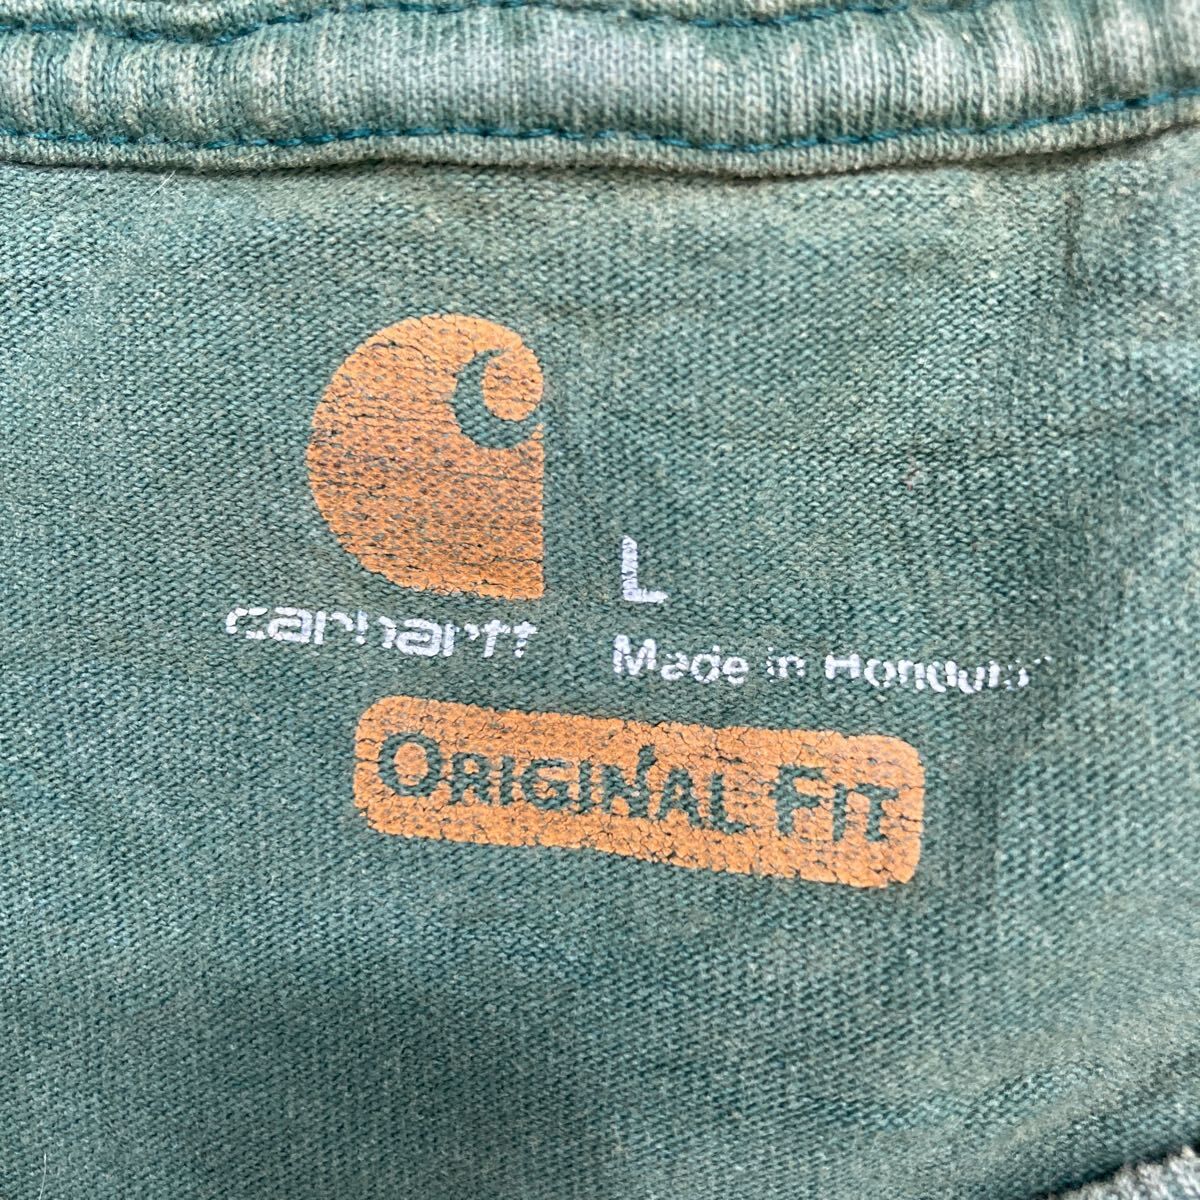 carhartt
L
Made in Honduras
ORIGINAL FIT